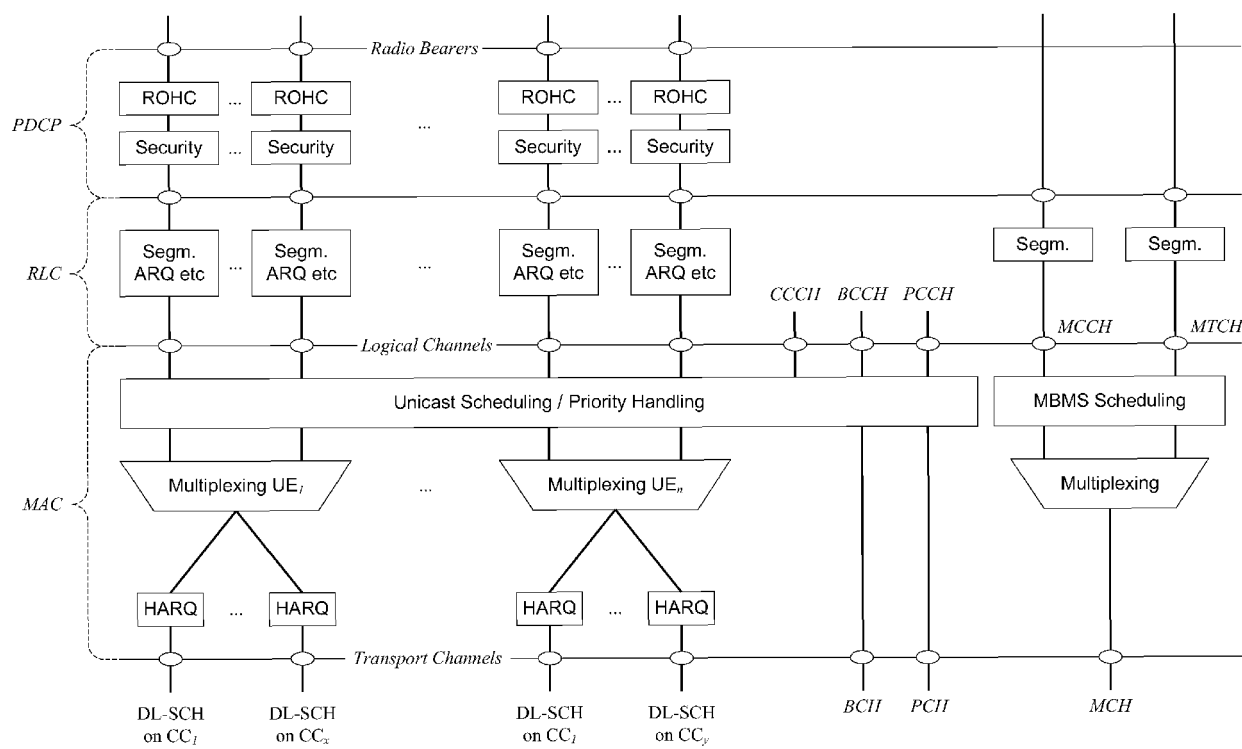 Radio Bearers
ROHC ... ROHC ROHC ... ROHC
PDCP ...
Security ... Security Security ... Security
Segm. ARQ etc ... Segm. ARQ etc ... Segm. ARQ etc ... Segm. ARQ etc Segm. Segm.
RLC
CCCH BCCH PCCH
MCCH MTCH
Logical Channels
Unicast Scheduling / Priority Handling MBMS Scheduling
Multiplexing UE1 ... Multiplexing UEn Multiplexing
MAC
HARQ ... HARQ HARQ ... HARQ
Transport Channels
DL-SCH on CC1 DL-SCH on CCx DL-SCH on CC1 DL-SCH on CCy BCH PCH MCH